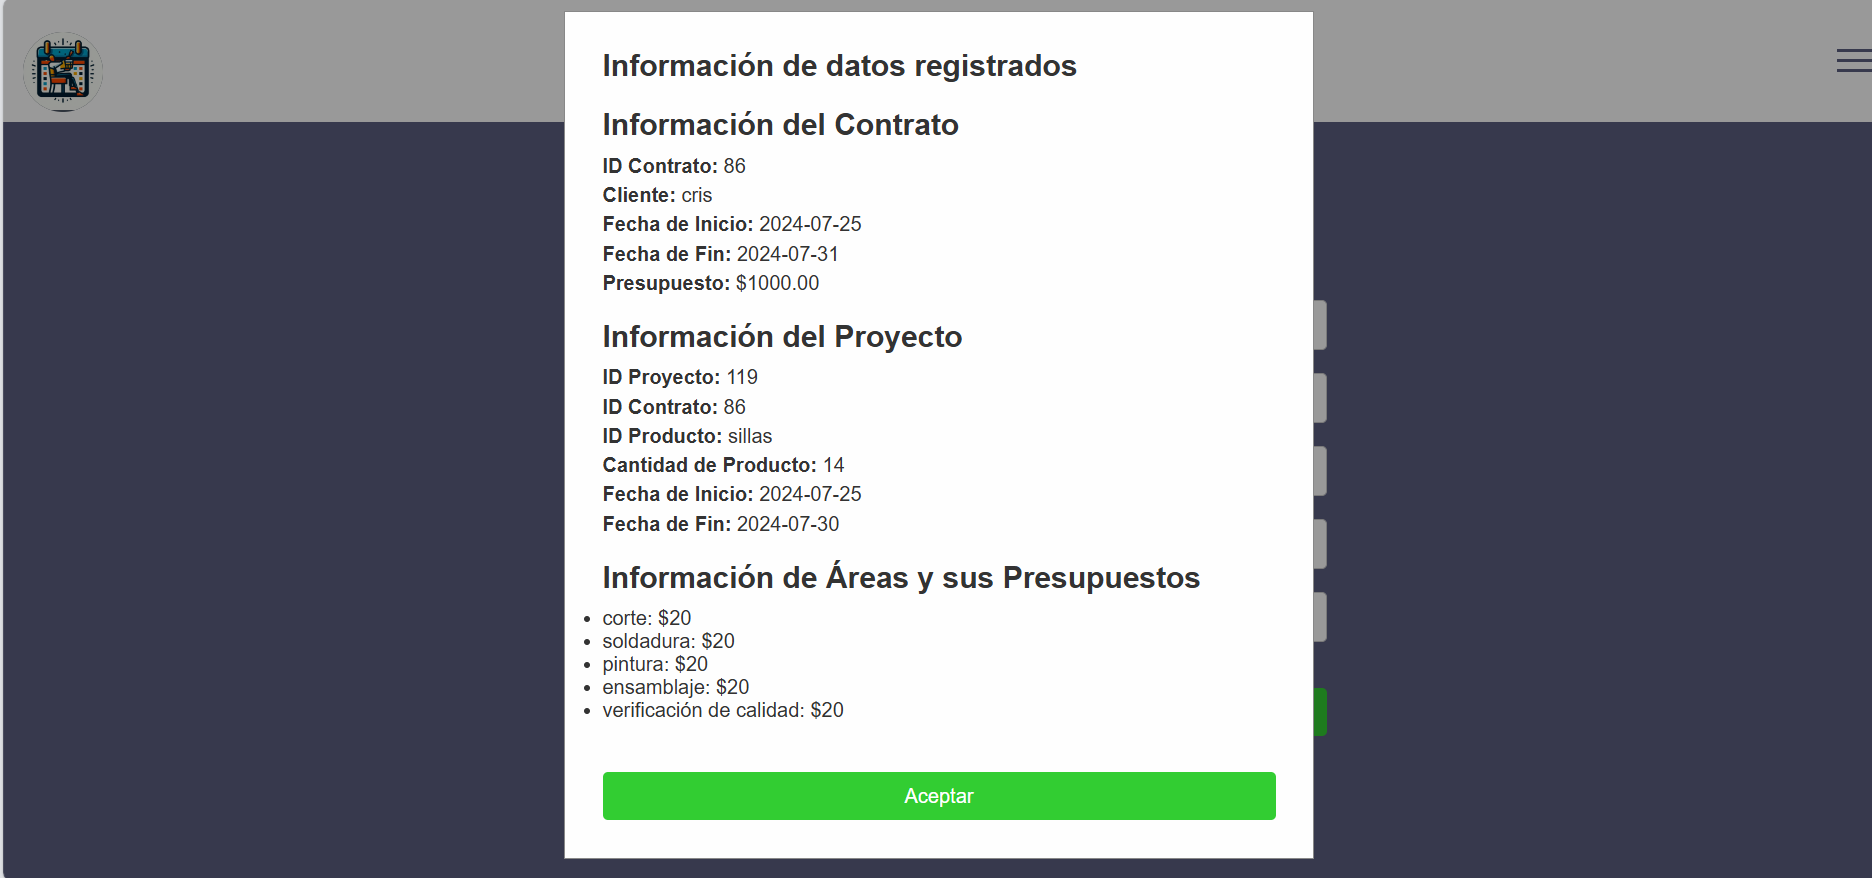 Información de datos registrados
Información del Contrato
ID Contrato: 86
Cliente: cris
Fecha de Inicio: 2024-07-25
Fecha de Fin: 2024-07-31
Presupuesto: $1000.00
Información del Proyecto
ID Proyecto: 119
ID Contrato: 86
ID Producto: sillas
Cantidad de Producto: 14
Fecha de Inicio: 2024-07-25
Fecha de Fin: 2024-07-30
Información de Áreas y sus Presupuestos
• corte: $20
• soldadura: $20
• pintura: $20
• ensamblaje: $20
• verificación de calidad: $20
Aceptar